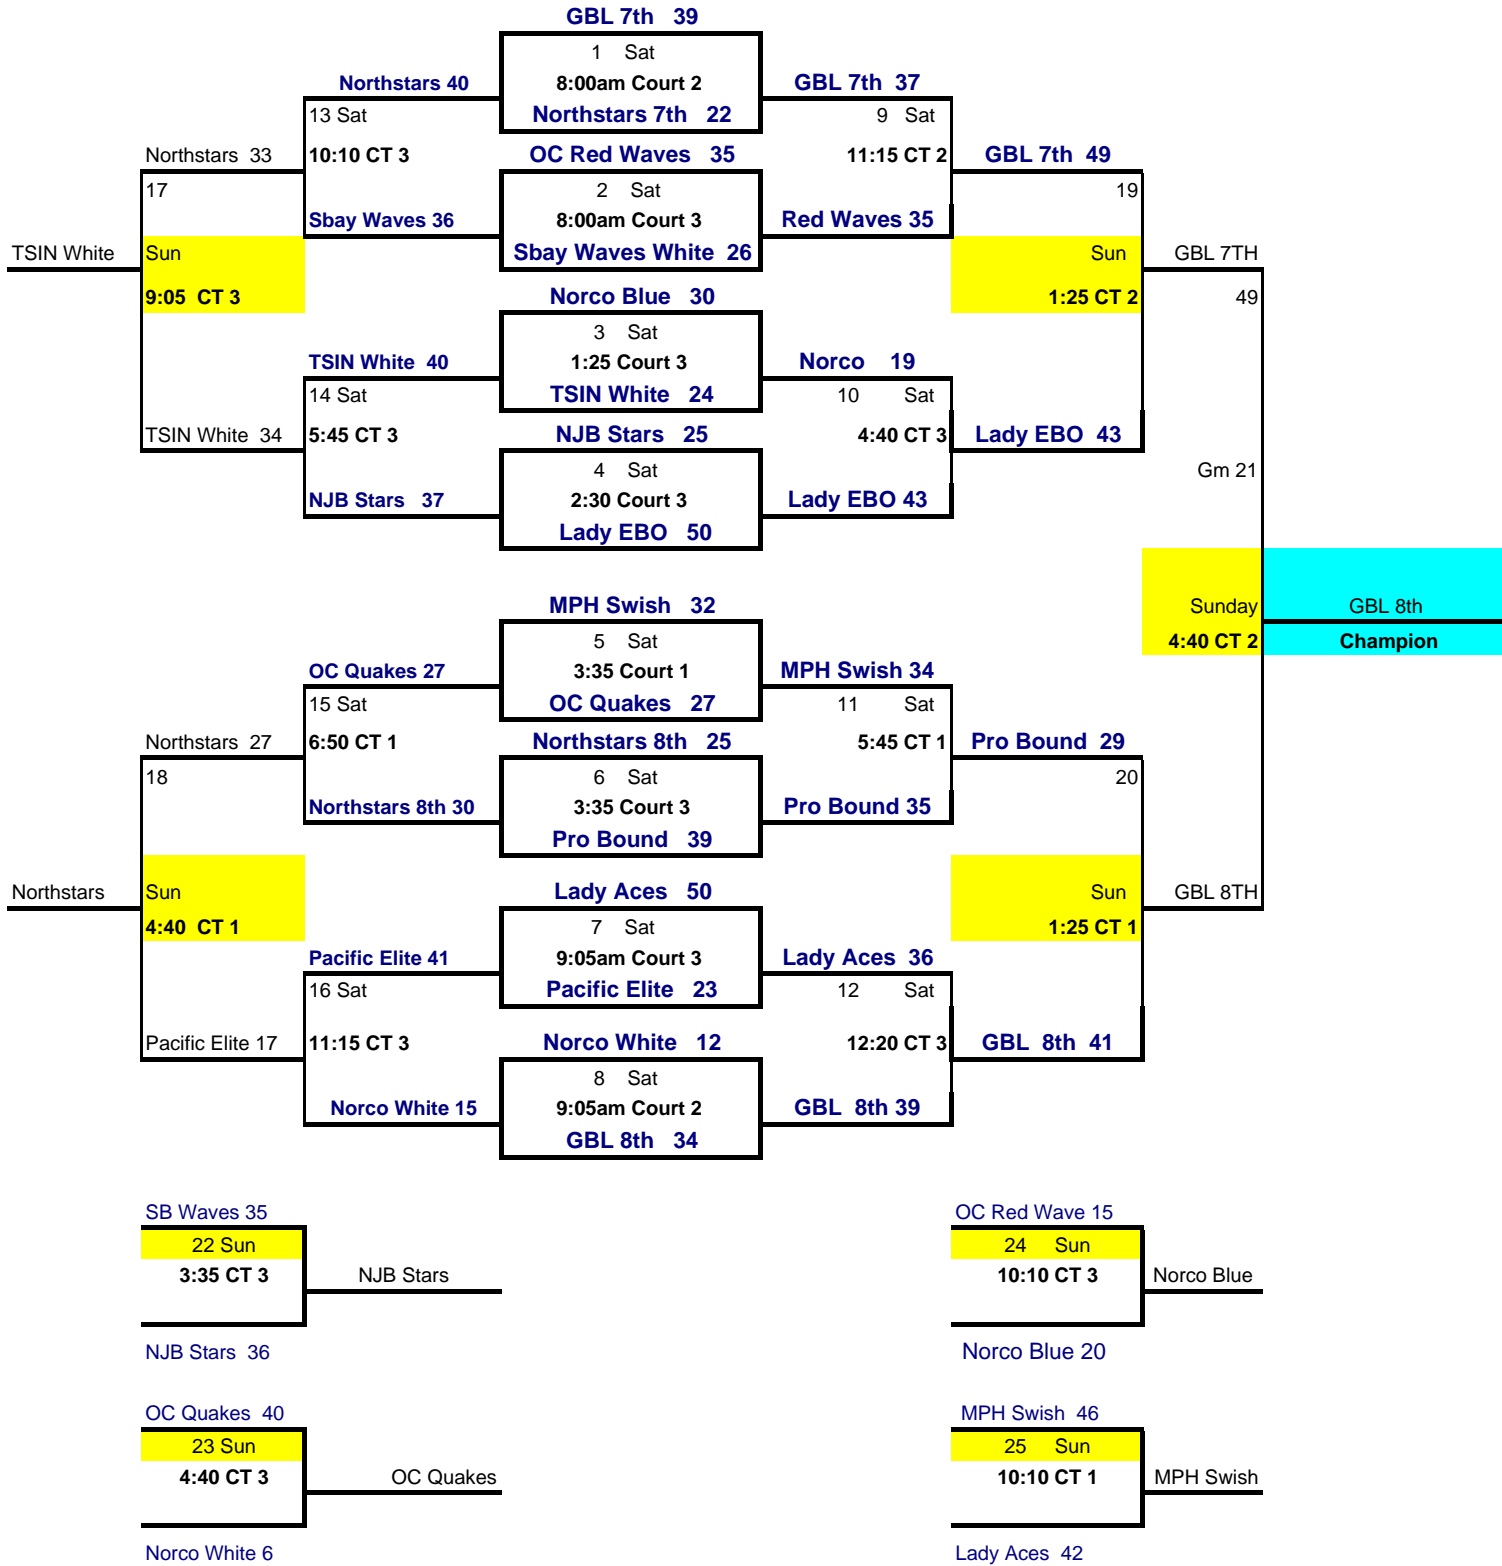 GBL 7th 39
1 Sat
Northstars 40 8:00am Court 2 GBL 7th 37
13 Sat Northstars 7th 22 9 Sat
Northstars 33 10:10 CT 3 OC Red Waves 35 11:15 CT 2 GBL 7th 49
17 2 Sat 19
Sbay Waves 36 8:00am Court 3 Red Waves 35
TSIN White Sun Sbay Waves White 26 Sun GBL 7TH
9:05 CT 3 Norco Blue 30 1:25 CT 2 49
3 Sat
TSIN White 40 1:25 Court 3 Norco 19
14 Sat TSIN White 24 10 Sat
TSIN White 34 5:45 CT 3 NJB Stars 25 4:40 CT 3 Lady EBO 43
4 Sat Gm 21
NJB Stars 37 2:30 Court 3 Lady EBO 43
Lady EBO 50
MPH Swish 32 Sunday GBL 8th
5 Sat 4:40 CT 2 Champion
OC Quakes 27 3:35 Court 1 MPH Swish 34
15 Sat OC Quakes 27 11 Sat
Northstars 27 6:50 CT 1 Northstars 8th 25 5:45 CT 1 Pro Bound 29
18 6 Sat 20
Northstars 8th 30 3:35 Court 3 Pro Bound 35
Pro Bound 39
Northstars Sun Lady Aces 50 Sun GBL 8TH
4:40 CT 1 7 Sat 1:25 CT 1
Pacific Elite 41 9:05am Court 3 Lady Aces 36
16 Sat Pacific Elite 23 12 Sat
Pacific Elite 17 11:15 CT 3 Norco White 12 12:20 CT 3 GBL 8th 41
8 Sat
Norco White 15 9:05am Court 2 GBL 8th 39
GBL 8th 34
SB Waves 35 OC Red Wave 15
22 Sun 24 Sun
3:35 CT 3 NJB Stars 10:10 CT 3 Norco Blue
NJB Stars 36 Norco Blue 20
OC Quakes 40 MPH Swish 46
23 Sun 25 Sun
4:40 CT 3 OC Quakes 10:10 CT 1 MPH Swish
Norco White 6 Lady Aces 42